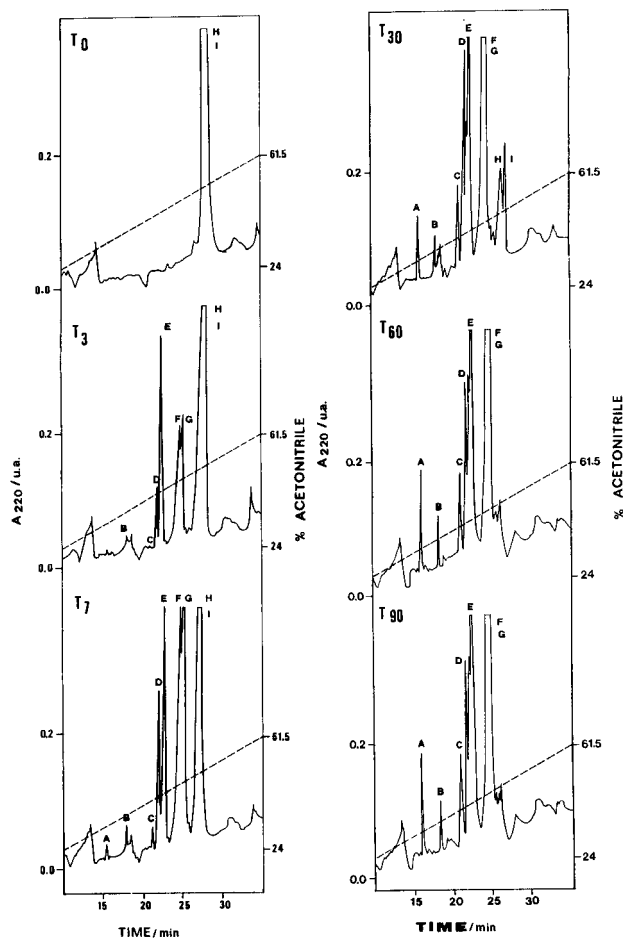 T0
H
I
0.2
61.5
24
0.0
T3
E
H
I
F G
0.2
61.5
D
B
C
24
0.0
A 220/u.a.
% ACETONITRILE
T7
E F G H
I
D
0.2
61.5
A
B
C
24
0.0
15 20 25 30
TIME/min
T30
E
D
F
G
0.2
C
H I
61.5
A
B
24
0.0
T60
E
F
G
D
0.2
A
C
61.5
B
24
0.0
A 220/u.a.
% ACETONITRILE
T90
E
F
G
D
0.2
A
C
61.5
B
24
0.0
15 20 25 30
TIME/min